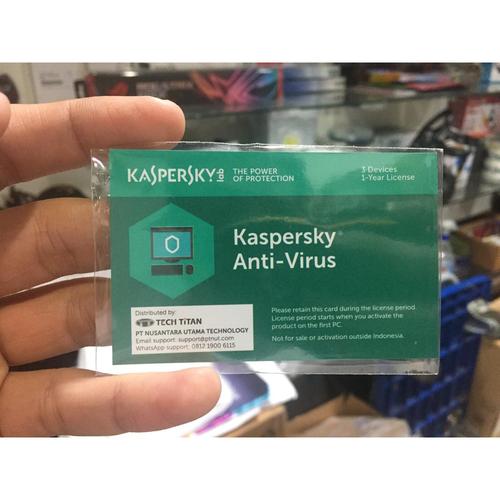 KASPERSKY lab
THE POWER
OF PROTECTION
3 Devices
1-Year License
Kaspersky®
Anti-Virus
Distributed by:
TECH TITAN
PT NUSANTARA UTAMA TECHNOLOGY
Email support: support@ptnut.com
WhatsApp support: 0812 1900 6115
Please retain this card during the license period.
License period starts when you activate the
product on the first PC.
Not for sale or activation outside Indonesia.